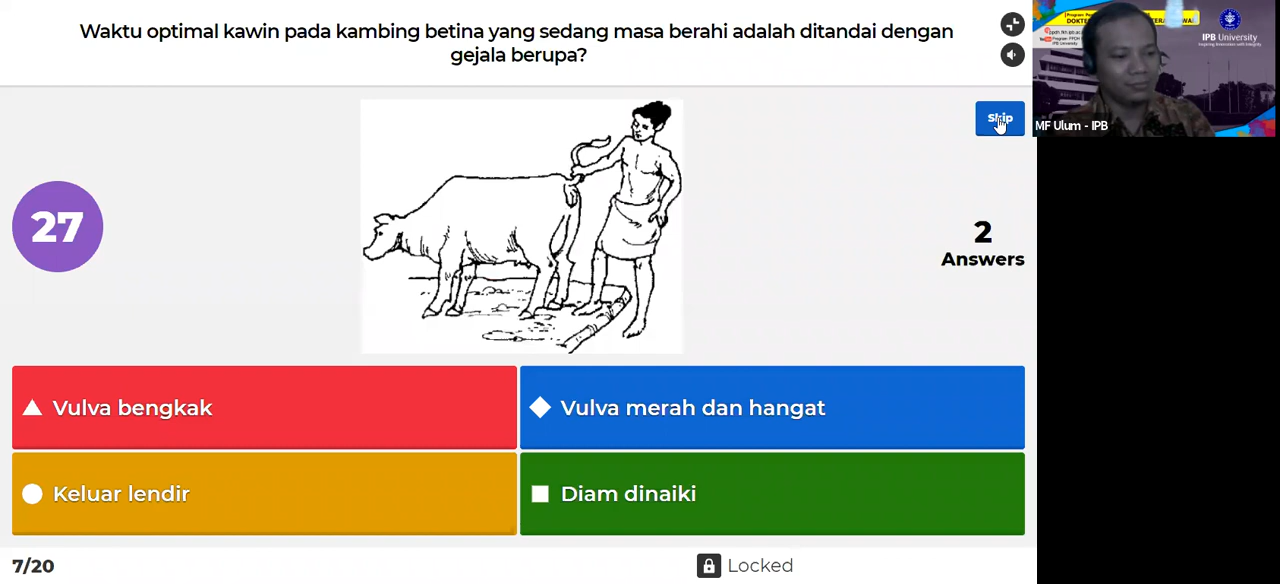 Waktu optimal kawin pada kambing betina yang sedang masa berahi adalah ditandai dengan
gejala berupa?
Skip
27
2
Answers
Vulva bengkak
Vulva merah dan hangat
Keluar lendir
Diam dinaiki
7/20
Locked
IPB University
MF Ulum - IPB